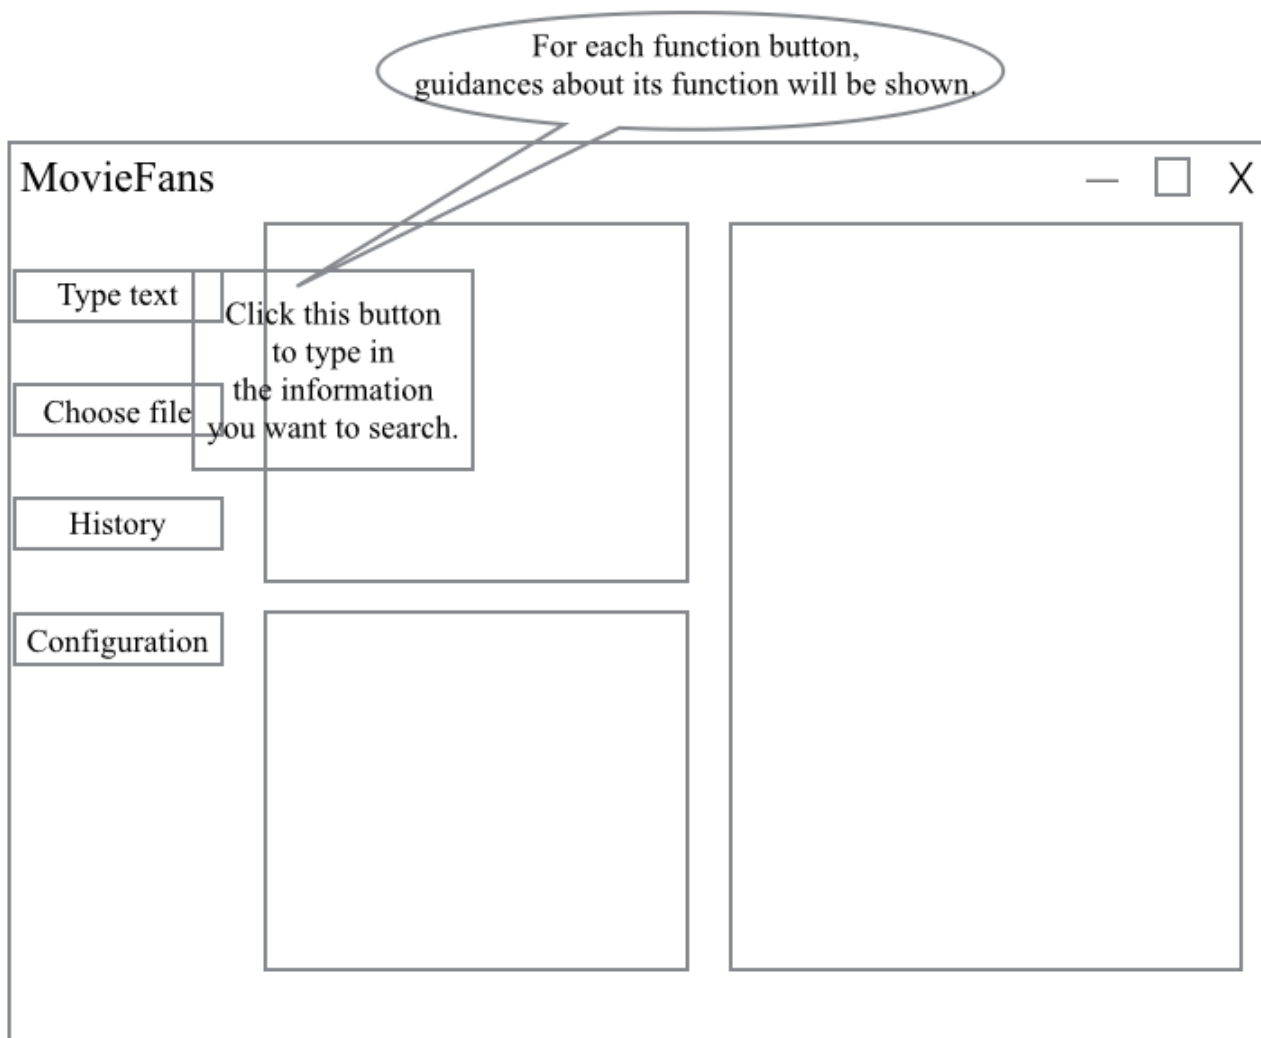 For each function button,
guidances about its function will be shown.
MovieFans
X
Type text
Click this button
to type in
the information
you want to search.
Choose file
History
Configuration